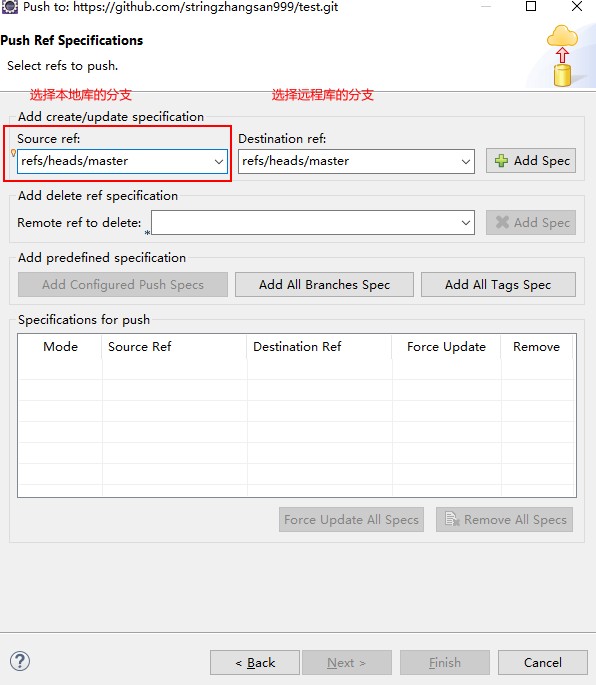 Push to: https://github.com/stringzhangsan999/test.git
Push Ref Specifications
Select refs to push.
选择本地库的分支 选择远程库的分支
Add create/update specification
Source ref: Destination ref:
refs/heads/master refs/heads/master Add Spec
Add delete ref specification
Remote ref to delete: Add Spec
Add predefined specification
Add Configured Push Specs Add All Branches Spec Add All Tags Spec
Specifications for push
Mode Source Ref Destination Ref Force Update Remove
Force Update All Specs Remove All Specs
< Back Next > Finish Cancel